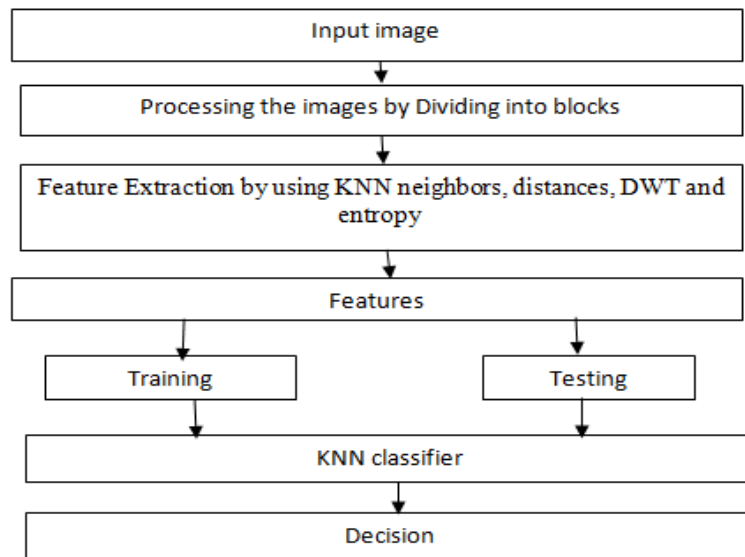 Input image
Processing the images by Dividing into blocks
Feature Extraction by using KNN neighbors, distances, DWT and
entropy
Features
Training
Testing
KNN classifier
Decision